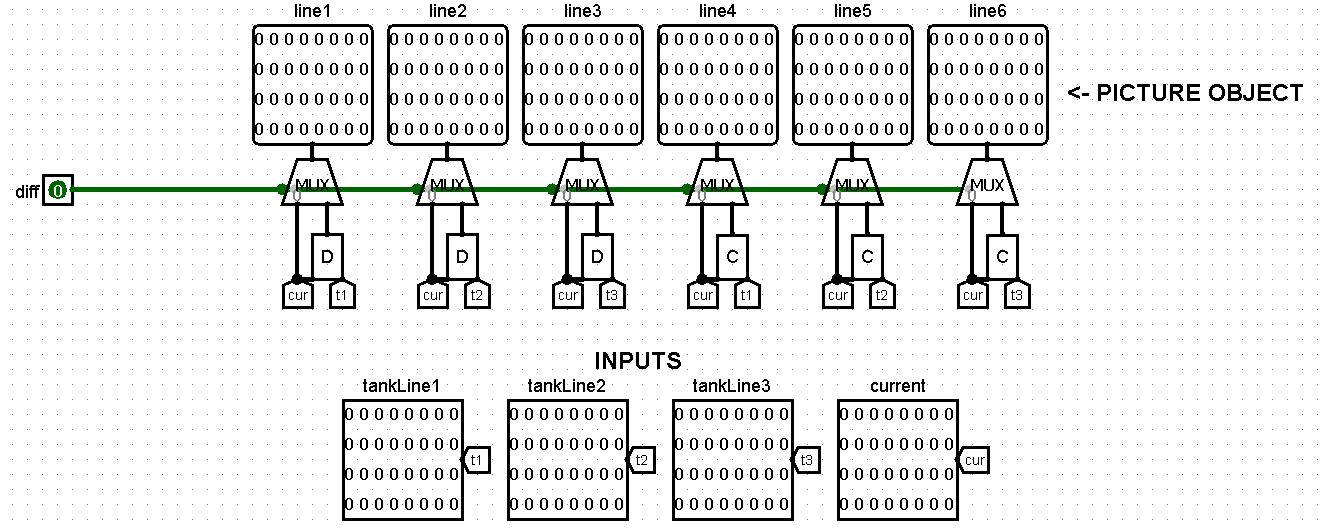 line1 line2 line3 line4 line5 line6
0 0 0 0 0 0 0 0 0 0 0 0 0 0 0 0 0 0 0 0 0 0 0 0 0 0 0 0 0 0 0 0 0 0 0 0 0 0 0 0 0 0 0 0 0 0 0 0
0 0 0 0 0 0 0 0 0 0 0 0 0 0 0 0 0 0 0 0 0 0 0 0 0 0 0 0 0 0 0 0 0 0 0 0 0 0 0 0 0 0 0 0 0 0 0 0
<- PICTURE OBJECT
0 0 0 0 0 0 0 0 0 0 0 0 0 0 0 0 0 0 0 0 0 0 0 0 0 0 0 0 0 0 0 0 0 0 0 0 0 0 0 0 0 0 0 0 0 0 0 0
0 0 0 0 0 0 0 0 0 0 0 0 0 0 0 0 0 0 0 0 0 0 0 0 0 0 0 0 0 0 0 0 0 0 0 0 0 0 0 0 0 0 0 0 0 0 0 0
MUX MUX MUX MUX MUX MUX
diff 0 0 0 0 0 0 0
D D D C C C
cur t1 cur t2 cur t3 cur t1 cur t2 cur t3
INPUTS
tankLine1 tankLine2 tankLine3 current
0 0 0 0 0 0 0 0 0 0 0 0 0 0 0 0 0 0 0 0 0 0 0 0 0 0 0 0 0 0 0 0
0 0 0 0 0 0 0 0 0 0 0 0 0 0 0 0 0 0 0 0 0 0 0 0 0 0 0 0 0 0 0 0
t1 t2 t3 cur
0 0 0 0 0 0 0 0 0 0 0 0 0 0 0 0 0 0 0 0 0 0 0 0 0 0 0 0 0 0 0 0
0 0 0 0 0 0 0 0 0 0 0 0 0 0 0 0 0 0 0 0 0 0 0 0 0 0 0 0 0 0 0 0